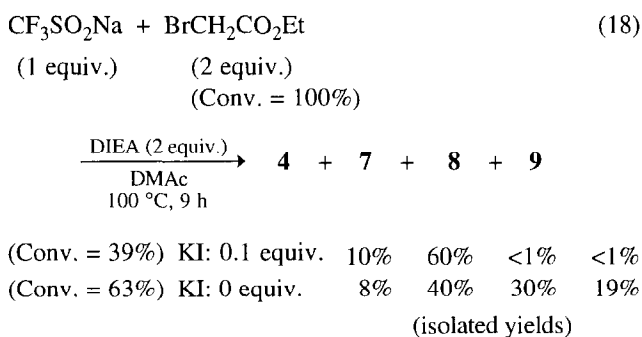 CF₃SO₂Na + BrCH₂CO₂Et (18)
(1 equiv.) (2 equiv.)
(Conv. = 100%)
DIEA (2 equiv.)
DMAc
100 °C, 9 h
4 + 7 + 8 + 9
(Conv. = 39%) KI: 0.1 equiv. 10% 60% <1% <1%
(Conv. = 63%) KI: 0 equiv. 8% 40% 30% 19%
(isolated yields)